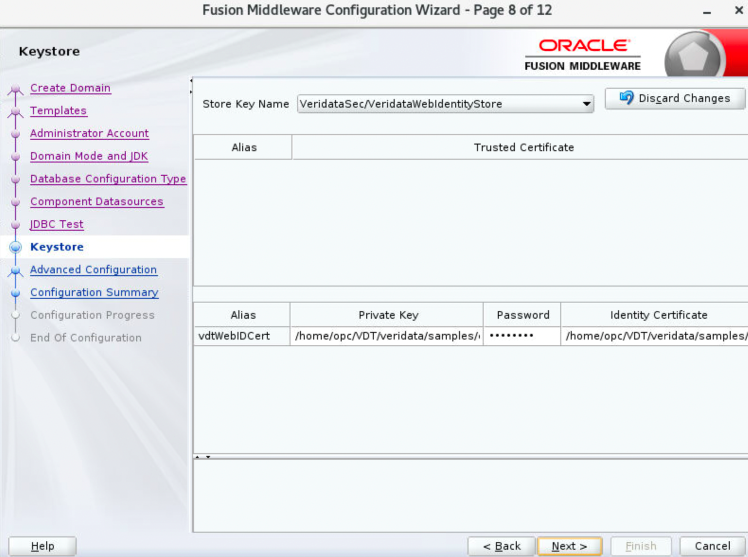 Fusion Middleware Configuration Wizard - Page 8 of 12
Keystore
ORACLE
FUSION MIDDLEWARE
Create Domain
Templates
Administrator Account
Domain Mode and JDK
Database Configuration Type
Component Datasources
JDBC Test
Keystore
Advanced Configuration
Configuration Summary
Configuration Progress
End Of Configuration
Store Key Name VeridataSec/VeridataWebIdentityStore Discard Changes
Alias Trusted Certificate
Alias Private Key Password Identity Certificate
vdtWebIDCert /home/opc/VDT/veridata/samples/ •••••••• /home/opc/VDT/veridata/samples/
Help < Back Next > Finish Cancel